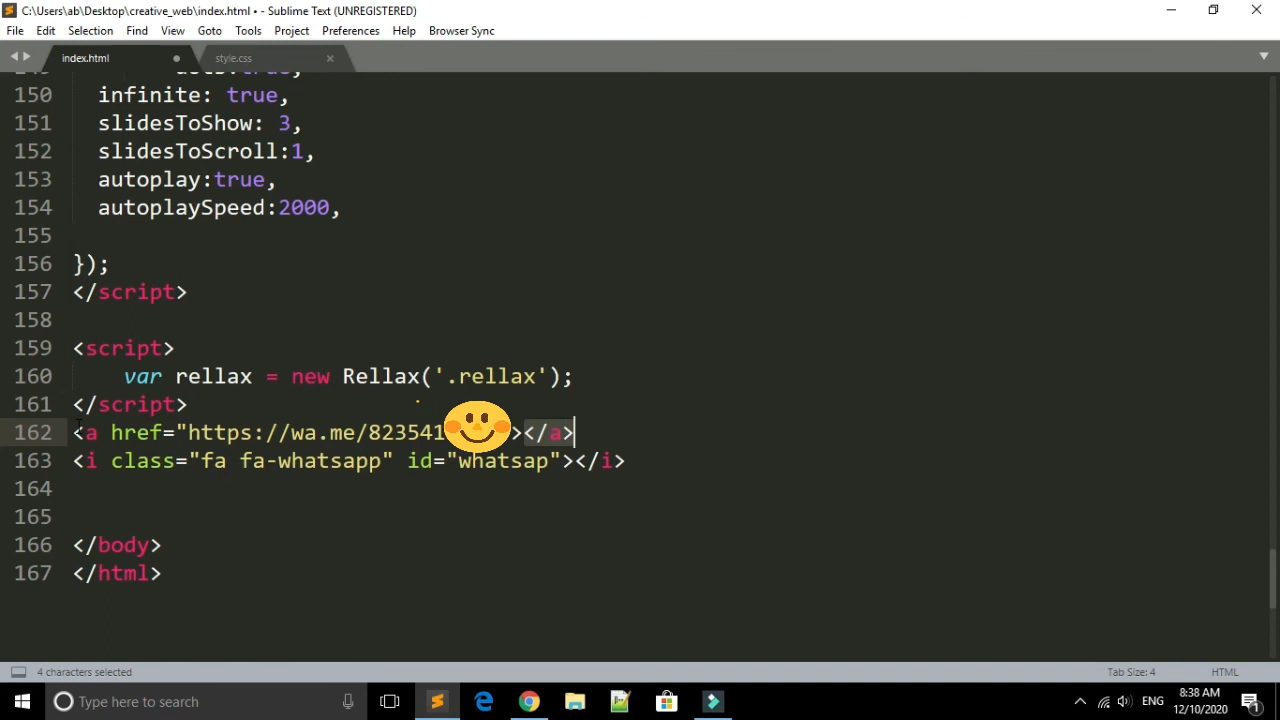 C:\Users\ab\Desktop\creative_web\index.html • - Sublime Text (UNREGISTERED)
File Edit Selection Find View Goto Tools Project Preferences Help Browser Sync
index.html style.css
150 infinite: true,
151 slidesToShow: 3,
152 slidesToScroll:1,
153 autoplay:true,
154 autoplaySpeed:2000,
155
156 });
157 </script>
158
159 <script>
160 var rellax = new Rellax('.rellax');
161 </script>
162 <a href="https://wa.me/823541 ></a>
163 <i class="fa fa-whatsapp" id="whatsap"></i>
164
165
166 </body>
167 </html>
4 characters selected Tab Size: 4 HTML
Type here to search ENG 8:38 AM
12/10/2020 1